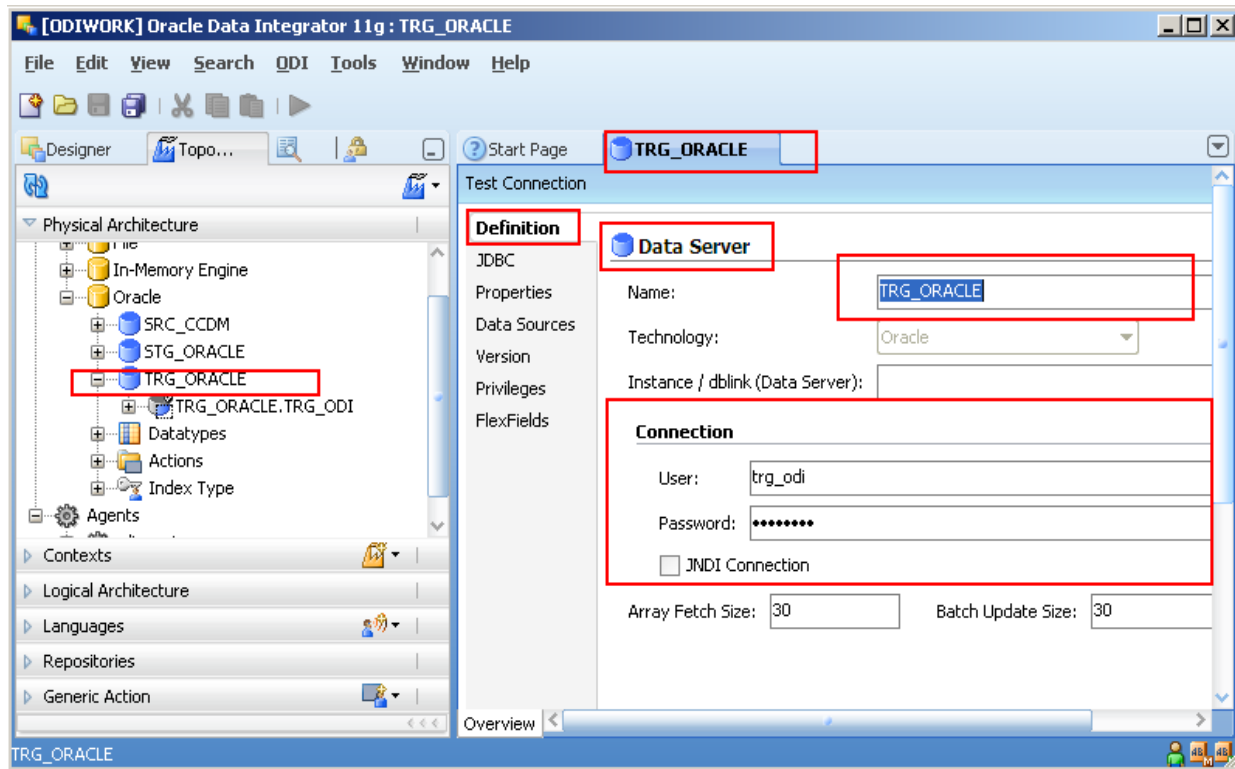 [ODIWORK] Oracle Data Integrator 11g : TRG_ORACLE
File Edit View Search ODI Tools Window Help
Designer
Topo...
Start Page
TRG_ORACLE
Test Connection
Physical Architecture
File
In-Memory Engine
Oracle
SRC_CCDM
STG_ORACLE
TRG_ORACLE
TRG_ORACLE.TRG_ODI
Datatypes
Actions
Index Type
Agents
Contexts
Logical Architecture
Languages
Repositories
Generic Action
Definition
JDBC
Properties
Data Sources
Version
Privileges
FlexFields
Data Server
Name: TRG_ORACLE
Technology: Oracle
Instance / dblink (Data Server):
Connection
User: trg_odi
Password: ••••••••
JNDI Connection
Array Fetch Size: 30 Batch Update Size: 30
Overview
TRG_ORACLE